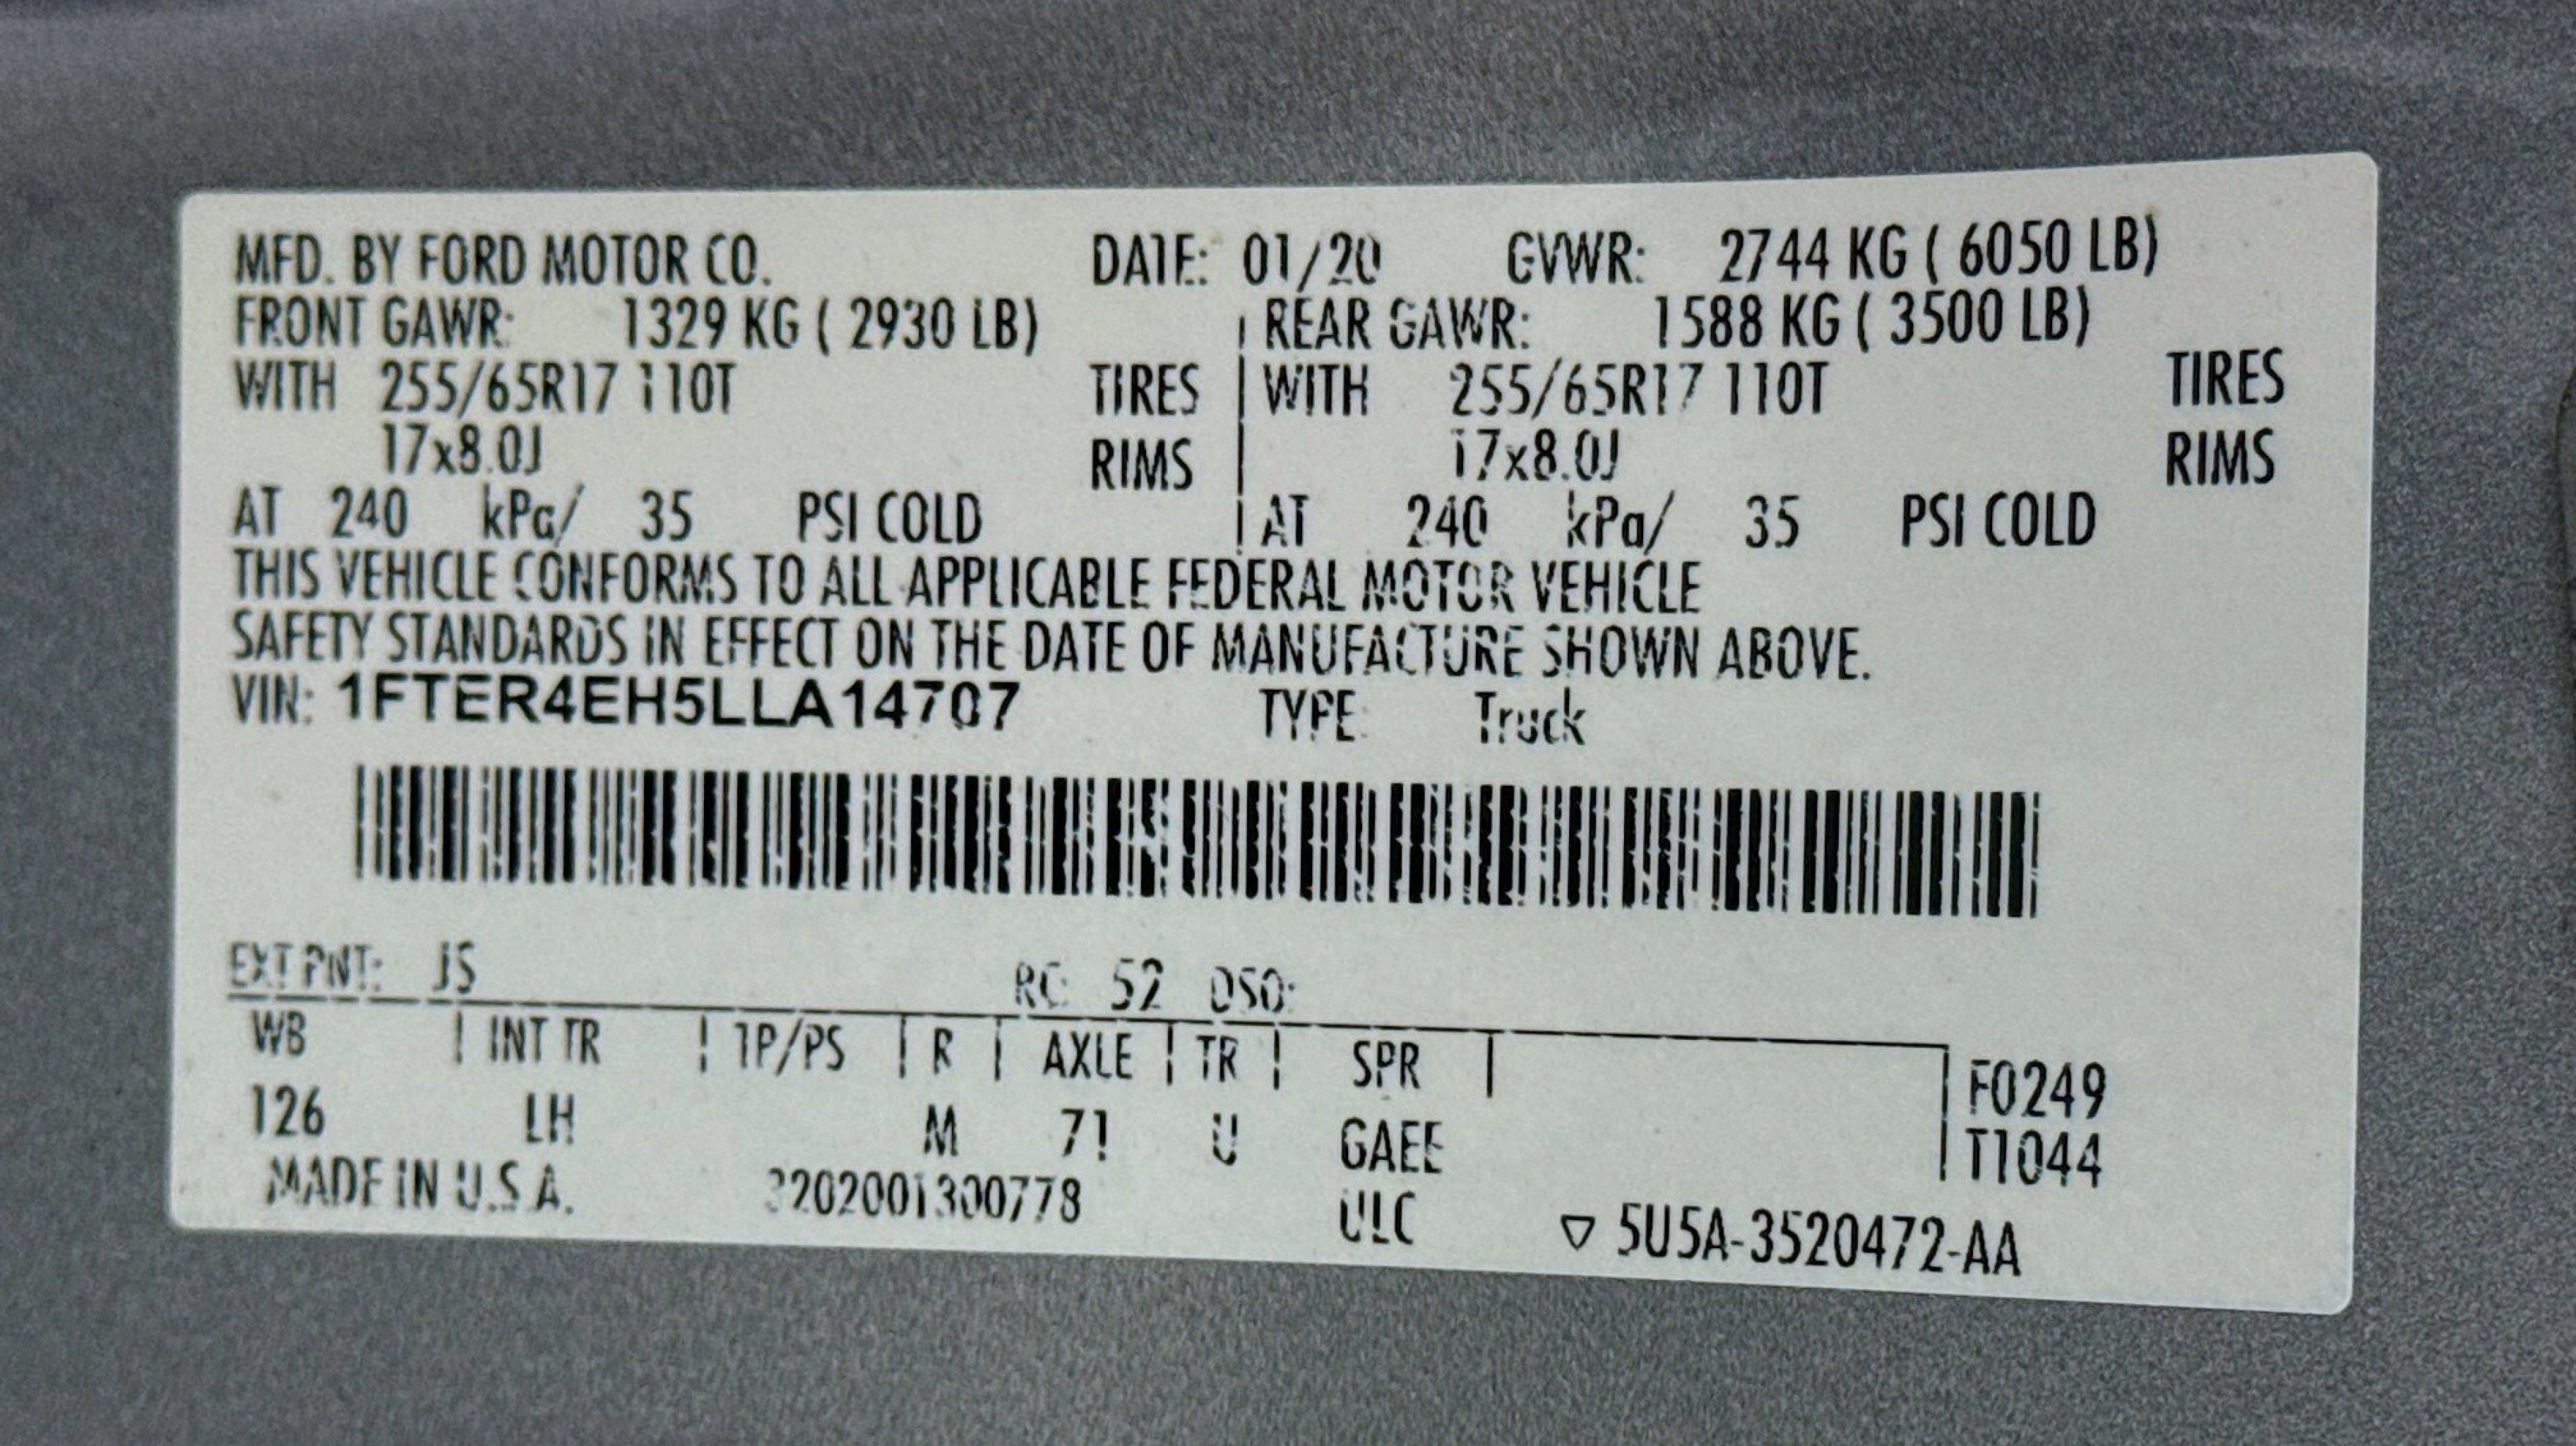 MFD. BY FORD MOTOR CO. DATE: 01/20 GVWR: 2744 KG ( 6050 LB)
FRONT GAWR: 1329 KG ( 2930 LB) | REAR GAWR: 1588 KG ( 3500 LB)
WITH 255/65R17 110T TIRES | WITH 255/65R17 110T TIRES
17x8.0J RIMS | 17x8.0J RIMS
AT 240 kPa/ 35 PSI COLD | AT 240 kPa/ 35 PSI COLD
THIS VEHICLE CONFORMS TO ALL APPLICABLE FEDERAL MOTOR VEHICLE
SAFETY STANDARDS IN EFFECT ON THE DATE OF MANUFACTURE SHOWN ABOVE.
VIN: 1FTER4EH5LLA14707 TYPE: Truck
EXT PNT: JS RC: 52 DSO:
WB | INT TR | TP/PS | R | AXLE | TR | SPR | F0249
126 LH M 71 U GAEE | T1044
MADE IN U.S.A. ULC ▽ 5U5A-3520472-AA